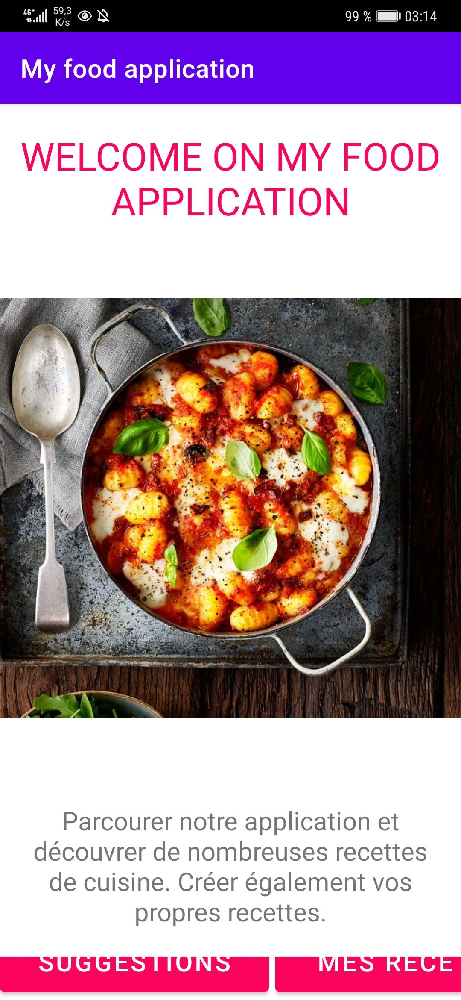 4G+ 59,3 K/s 99 % 03:14
My food application
WELCOME ON MY FOOD
APPLICATION
Parcourer notre application et
découvrer de nombreuses recettes
de cuisine. Créer également vos
propres recettes.
SUGGESTIONS MES RECE